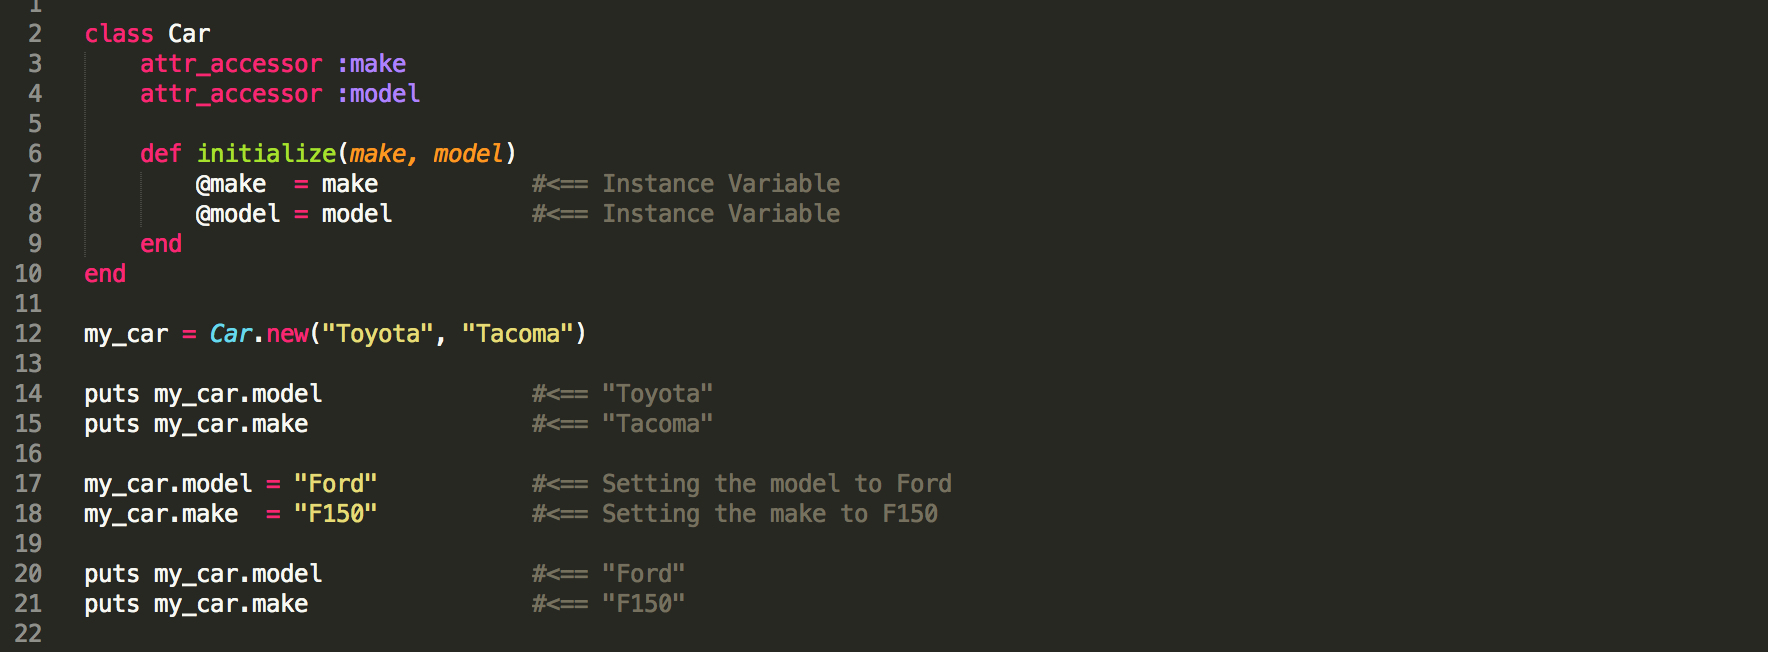 1
2 class Car
3     attr_accessor :make
4     attr_accessor :model
5
6     def initialize(make, model)
7         @make  = make           #<== Instance Variable
8         @model = model          #<== Instance Variable
9     end
10 end
11
12 my_car = Car.new("Toyota", "Tacoma")
13
14 puts my_car.model               #<== "Toyota"
15 puts my_car.make                #<== "Tacoma"
16
17 my_car.model = "Ford"           #<== Setting the model to Ford
18 my_car.make  = "F150"           #<== Setting the make to F150
19
20 puts my_car.model               #<== "Ford"
21 puts my_car.make                #<== "F150"
22